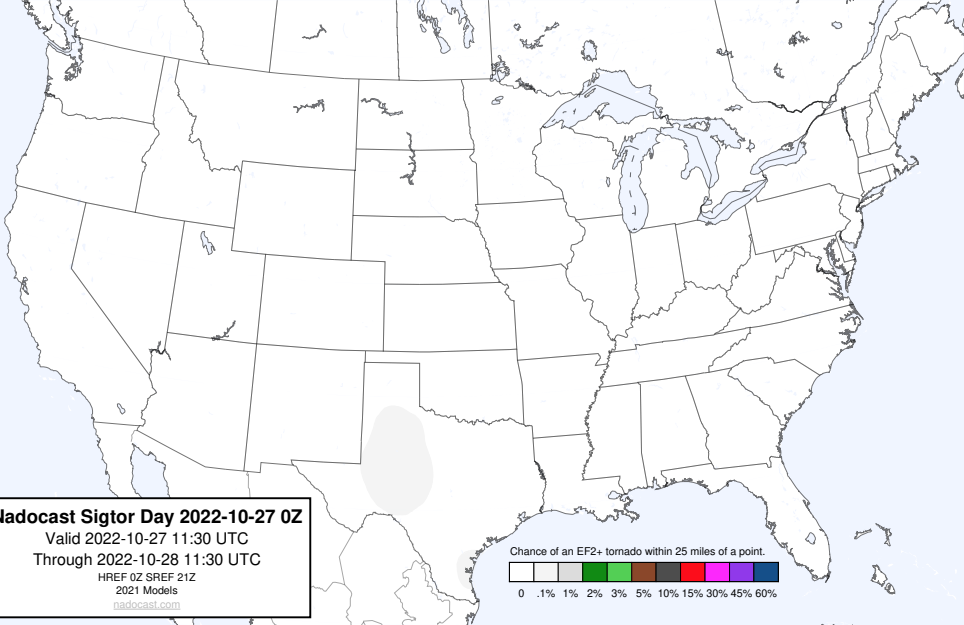 Nadocast Sigtor Day 2022-10-27 0Z
Valid 2022-10-27 11:30 UTC
Through 2022-10-28 11:30 UTC
HREF 0Z SREF 21Z
2021 Models
nadocast.com
Chance of an EF2+ tornado within 25 miles of a point.
0 .1% 1% 2% 3% 5% 10% 15% 30% 45% 60%